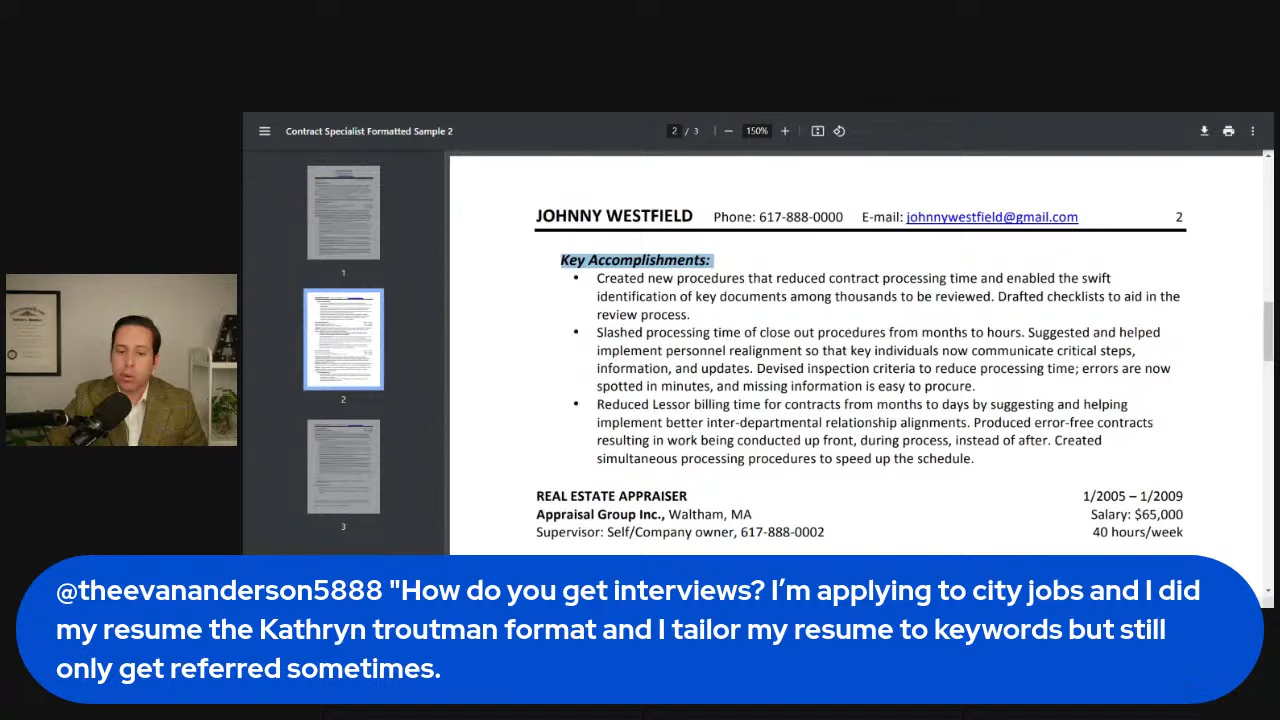 Contract Specialist Formatted Sample 2
2 / 3
150%
1
2
3
JOHNNY WESTFIELD Phone: 617-888-0000 E-mail: johnnywestfield@gmail.com 2
Key Accomplishments:
• Created new procedures that reduced contract processing time and enabled the swift
identification of key documents among thousands to be reviewed. Drafted checklists to aid in the
review process.
• Slashed processing time of close-out procedures from months to hours. Suggested and helped
implement personnel realignment so that key individuals now communicate critical steps,
information, and updates. Devised inspection criteria to reduce processing time; errors are now
spotted in minutes, and missing information is easy to procure.
• Reduced Lessor billing time for contracts from months to days by suggesting and helping
implement better inter-departmental relationship alignments. Produced error-free contracts
resulting in work being conducted up front, during process, instead of after. Created
simultaneous processing procedures to speed up the schedule.
REAL ESTATE APPRAISER 1/2005 – 1/2009
Appraisal Group Inc., Waltham, MA Salary: $65,000
Supervisor: Self/Company owner, 617-888-0002 40 hours/week
@theevananderson5888 "How do you get interviews? I’m applying to city jobs and I did
my resume the Kathryn troutman format and I tailor my resume to keywords but still
only get referred sometimes.